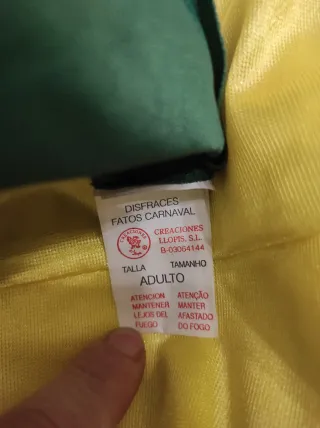 DISFRACES
FATOS CARNAVAL
CREACIONES
LLOPIS, S.L.
B-03064144
TALLA TAMANHO
ADULTO
ATENCION ATENÇÃO
MANTENER MANTER
LEJOS DEL AFASTADO
FUEGO DO FOGO